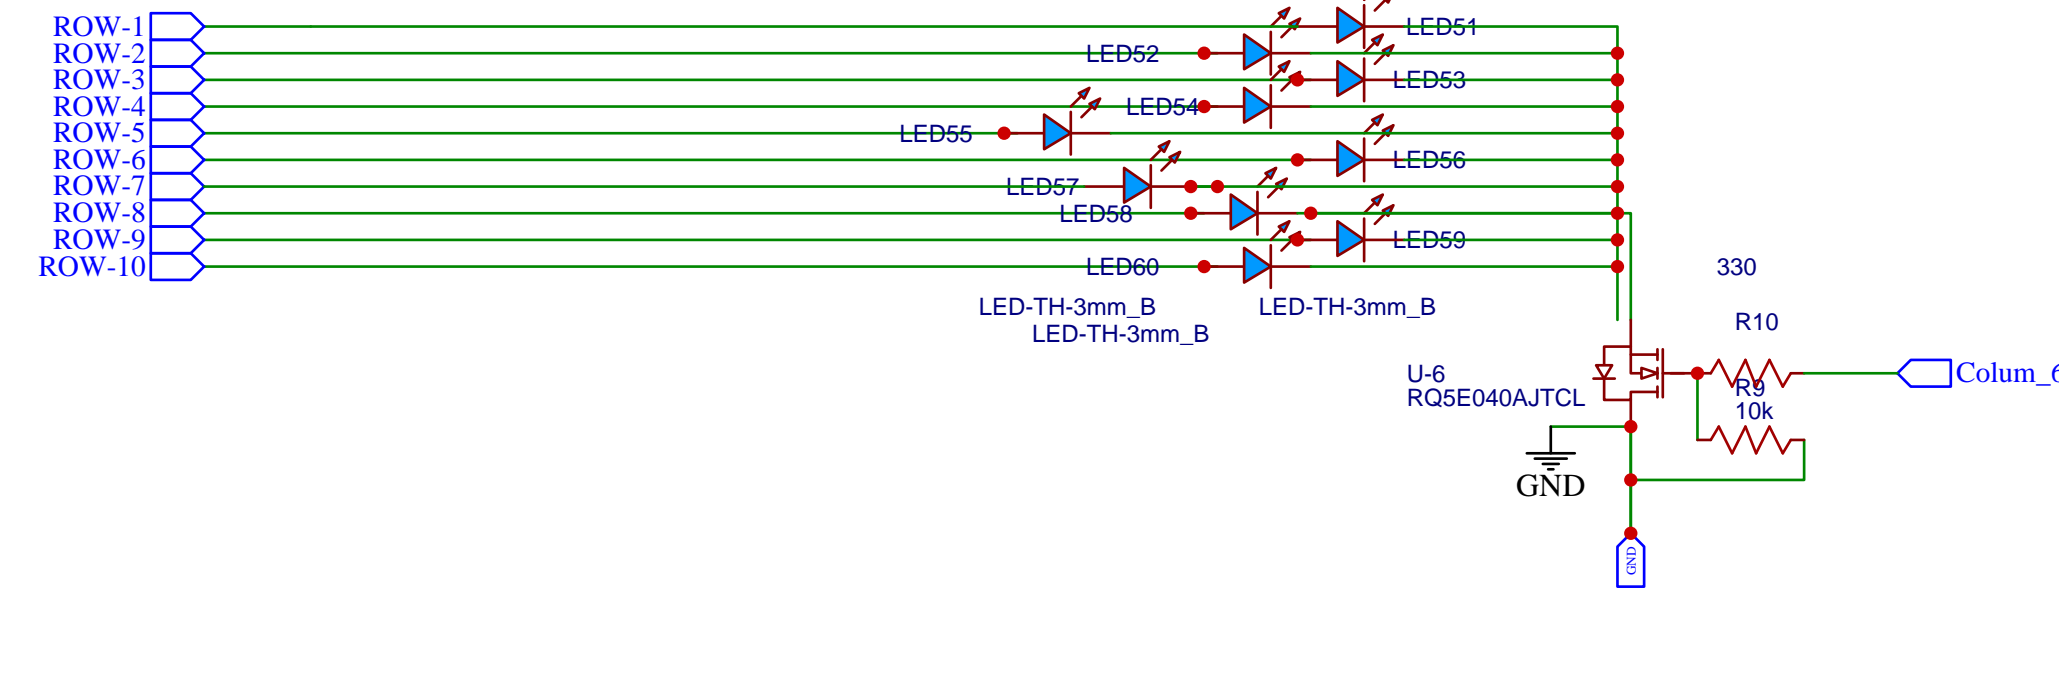 ROW-1
LED51
ROW-2
LED52
ROW-3
LED53
ROW-4
LED54
ROW-5
LED55
ROW-6
LED56
ROW-7
LED57
ROW-8
LED58
ROW-9
LED59
ROW-10
LED60
330
LED-TH-3mm_B
LED-TH-3mm_B
LED-TH-3mm_B
R10
U-6
RQ5E040AJTCL
Colum_6
R9
10k
GND
GND